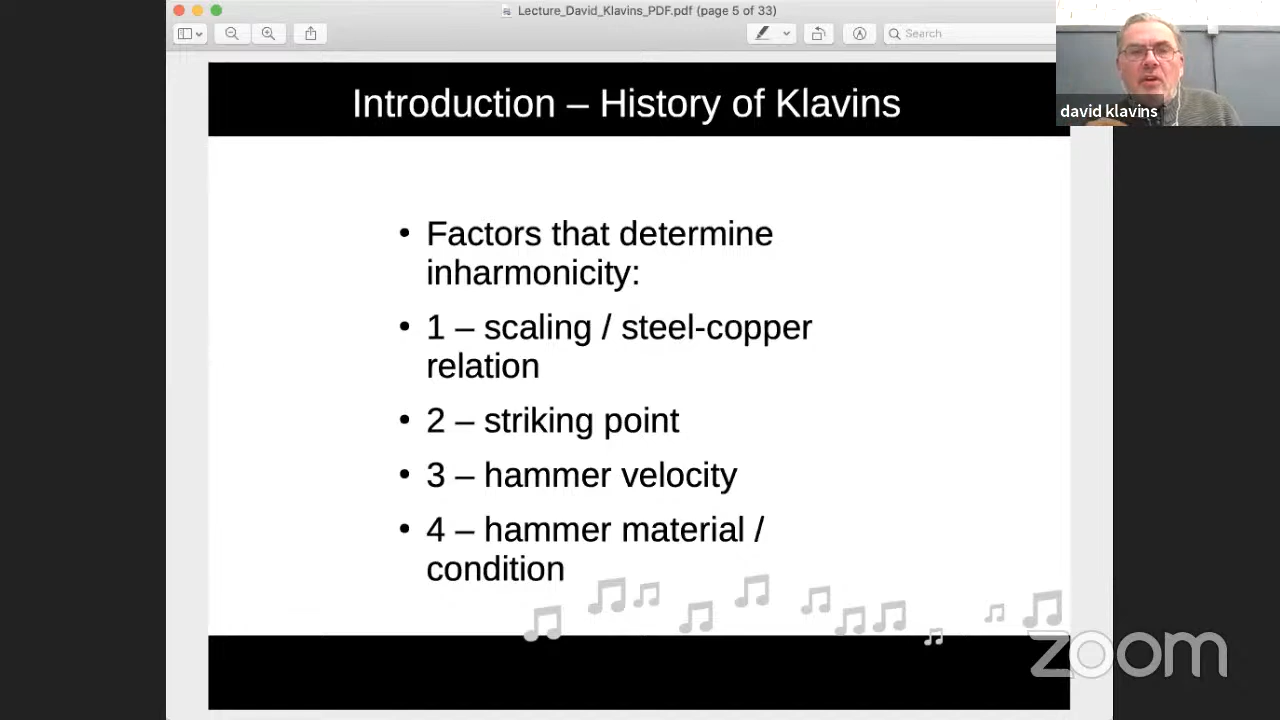 Lecture_David_Klavins_PDF.pdf (page 5 of 33)
Search
david klavins
Introduction – History of Klavins
• Factors that determine
inharmonicity:
• 1 – scaling / steel-copper
relation
• 2 – striking point
• 3 – hammer velocity
• 4 – hammer material /
condition
zoom